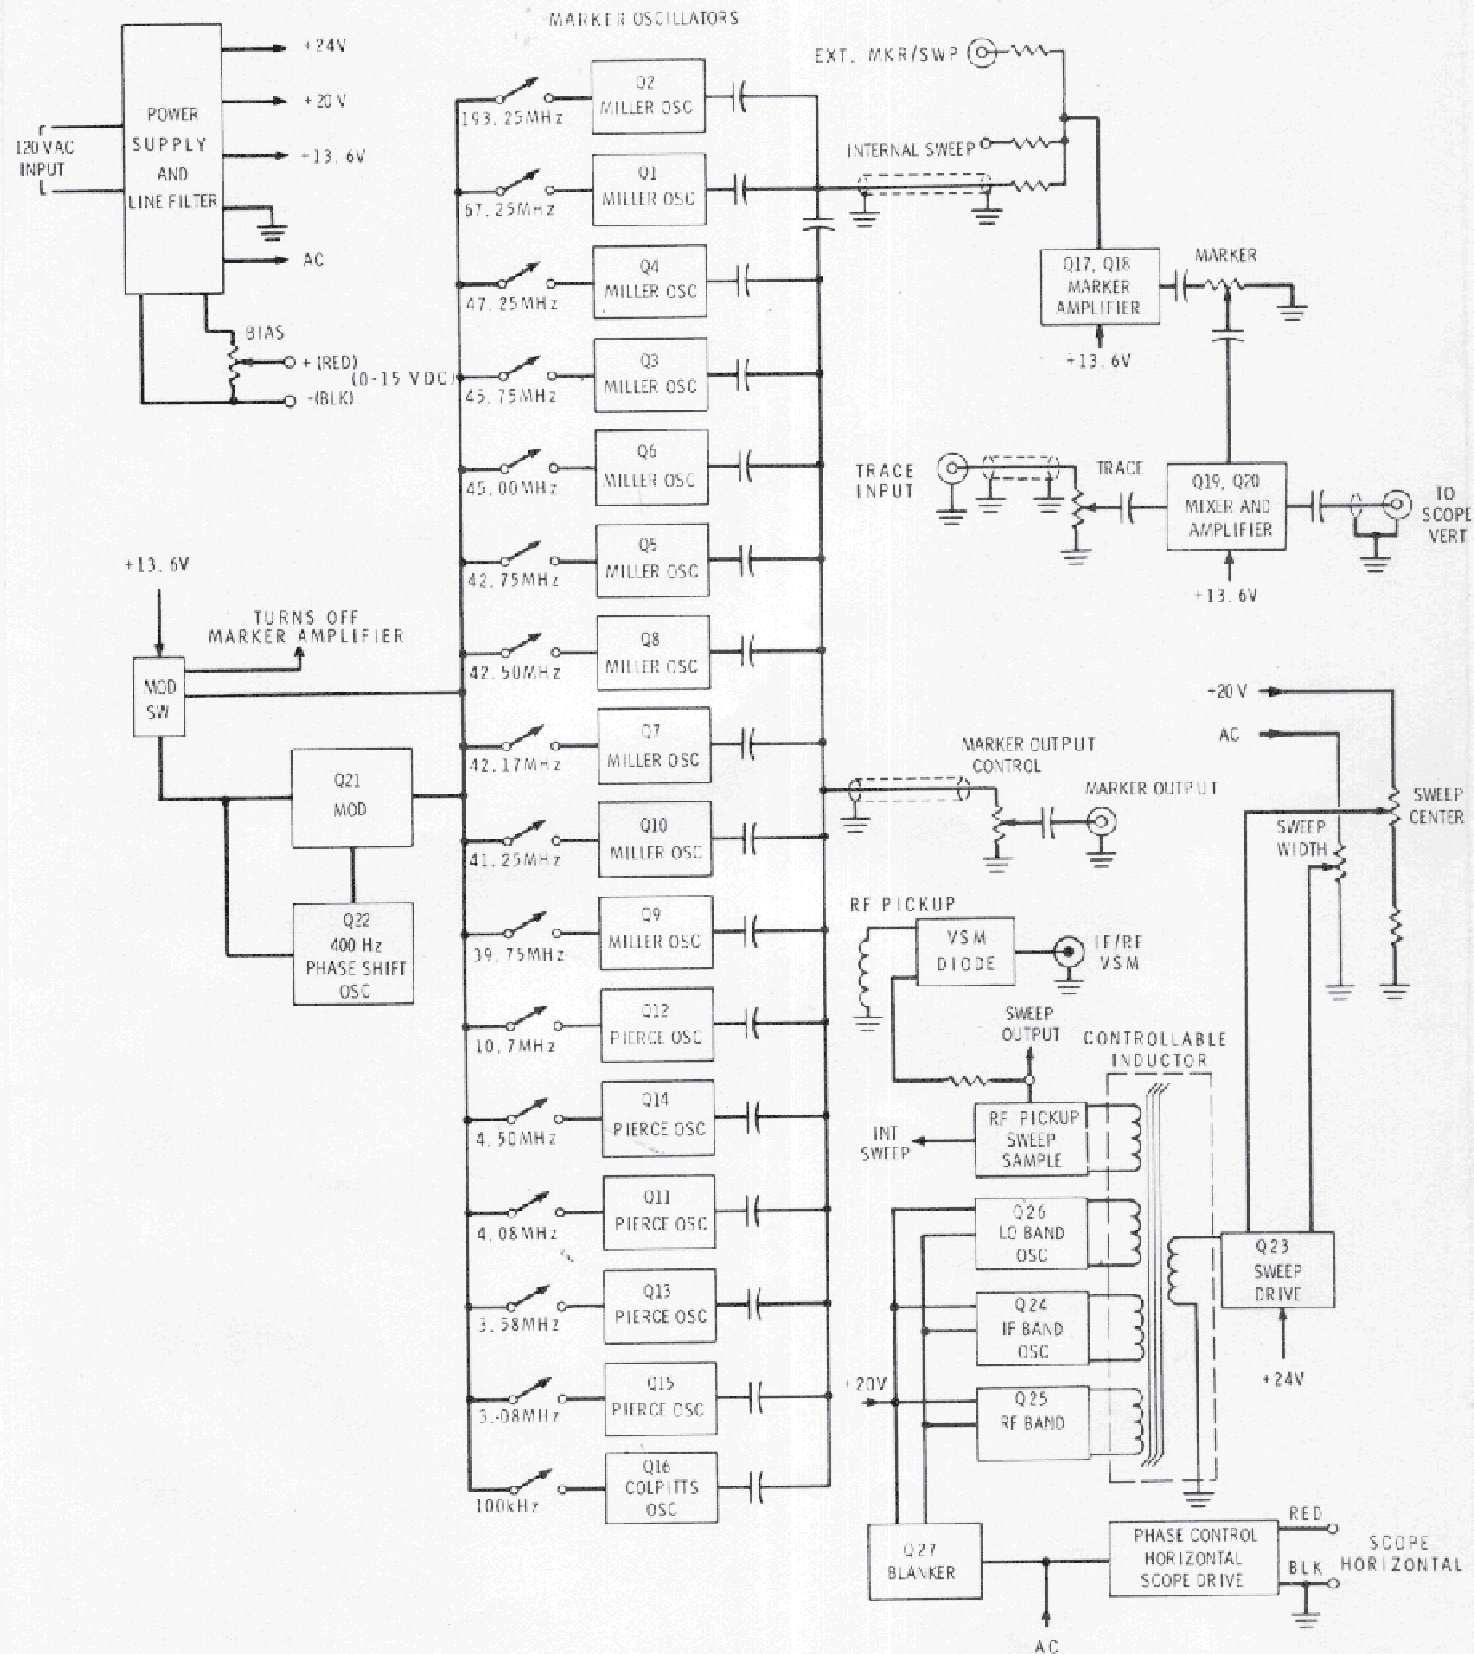 MARKER OSCILLATORS
120 VAC
INPUT
POWER
SUPPLY
AND
LINE FILTER
+24V
+20V
-13.6V
AC
BIAS
+(RED)
(0-15 VDC)
-(BLK)
+13.6V
TURNS OFF
MARKER AMPLIFIER
MOD
SW
Q21
MOD
Q22
400 Hz
PHASE SHIFT
OSC
193.25MHz
Q2
MILLER OSC
67.25MHz
Q1
MILLER OSC
47.25MHz
Q4
MILLER OSC
45.75MHz
Q3
MILLER OSC
45.00MHz
Q6
MILLER OSC
42.75MHz
Q5
MILLER OSC
42.50MHz
Q8
MILLER OSC
42.17MHz
Q7
MILLER OSC
41.25MHz
Q10
MILLER OSC
39.75MHz
Q9
MILLER OSC
10.7MHz
Q12
PIERCE OSC
4.50MHz
Q14
PIERCE OSC
4.08MHz
Q11
PIERCE OSC
3.58MHz
Q13
PIERCE OSC
3.08MHz
Q15
PIERCE OSC
100kHz
Q16
COLPITTS
OSC
EXT. MKR/SWP
INTERNAL SWEEP
Q17, Q18
MARKER
AMPLIFIER
+13.6V
MARKER
TRACE
INPUT
TRACE
Q19, Q20
MIXER AND
AMPLIFIER
+13.6V
TO
SCOPE
VERT
MARKER OUTPUT
CONTROL
MARKER OUTPUT
+20V
AC
SWEEP
CENTER
SWEEP
WIDTH
RF PICKUP
VSM
DIODE
IF/RF
VSM
SWEEP
OUTPUT
CONTROLLABLE
INDUCTOR
INT
SWEEP
RF PICKUP
SWEEP
SAMPLE
Q26
LO BAND
OSC
Q24
IF BAND
OSC
Q25
RF BAND
+20V
Q23
SWEEP
DRIVE
+24V
Q27
BLANKER
AC
PHASE CONTROL
HORIZONTAL
SCOPE DRIVE
RED
BLK
SCOPE
HORIZONTAL